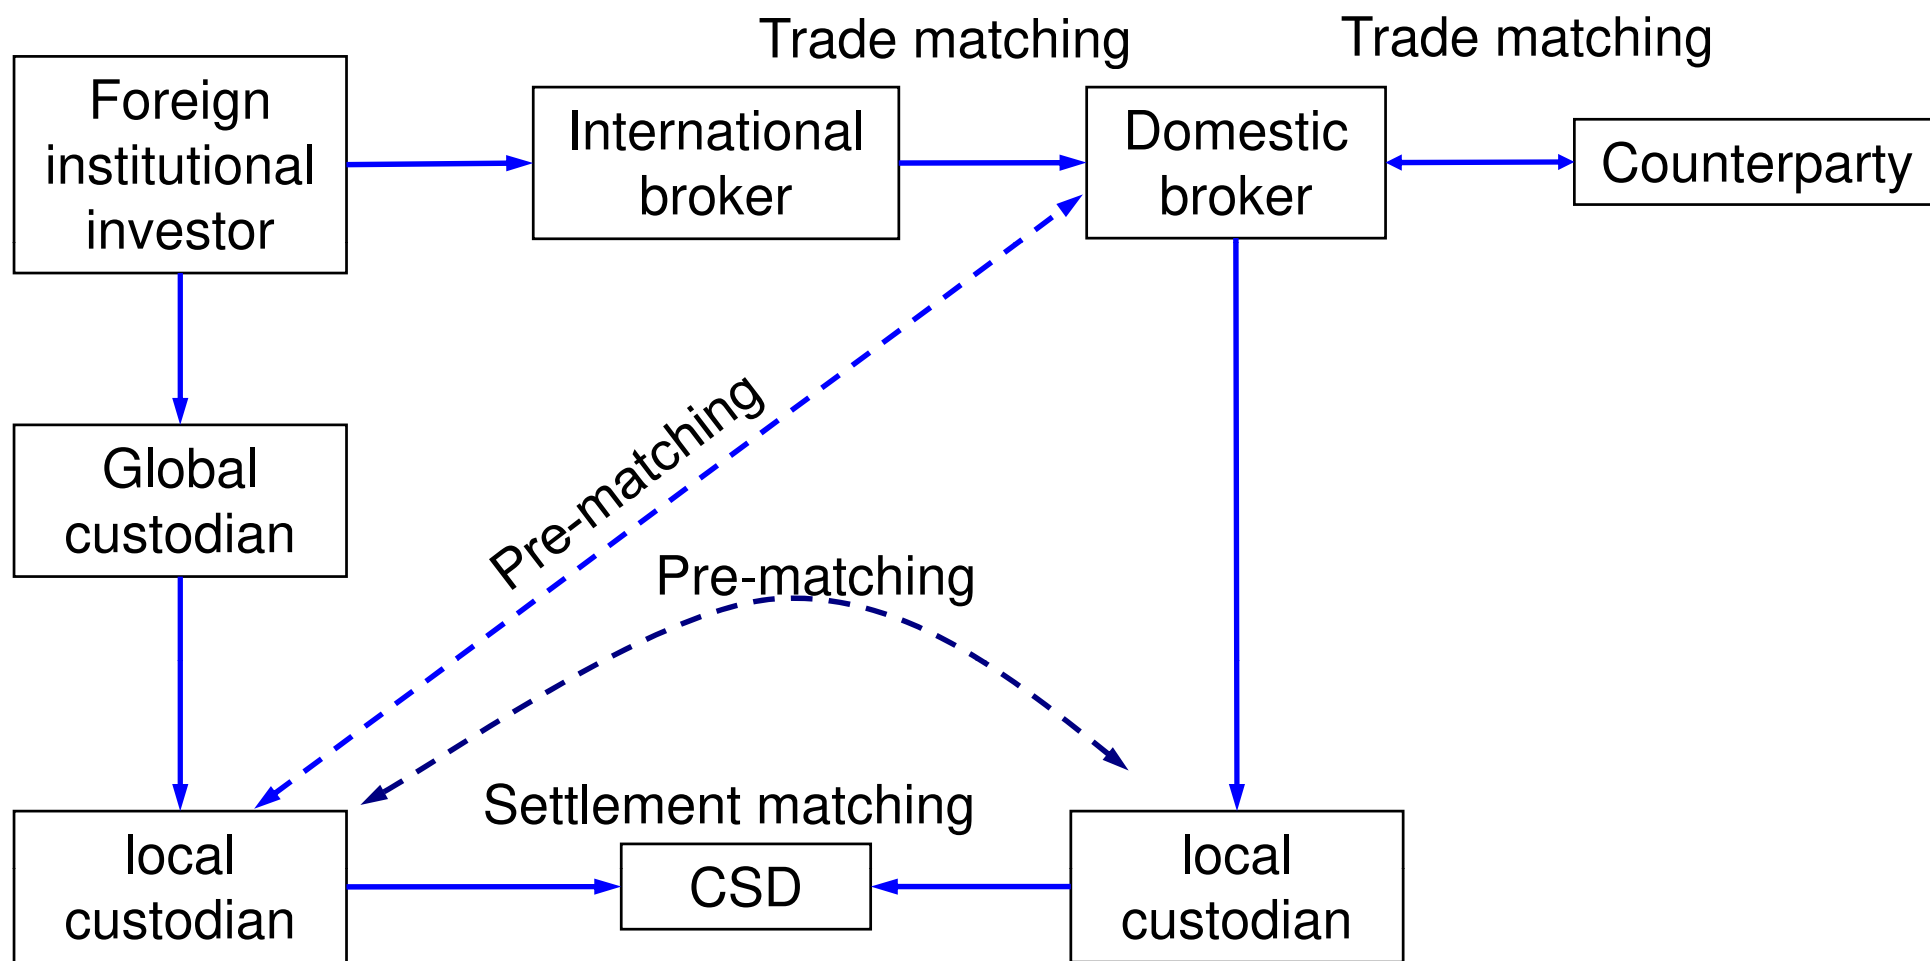 Trade matching
Trade matching
Foreign
institutional
investor
International
broker
Domestic
broker
Counterparty
Global
custodian
Pre-matching
Pre-matching
Settlement matching
local
custodian
CSD
local
custodian